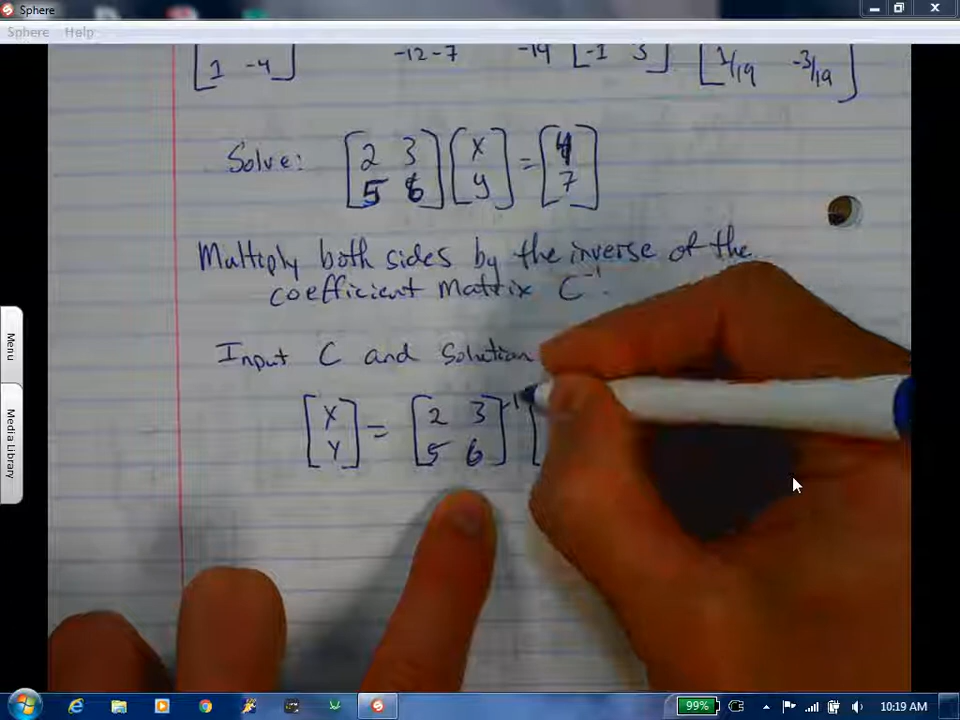 Sphere
Sphere Help
[1 -4] -12-7 -19 [-1 3] [1/19 -3/19]
Solve: [2 3] [x] = [4]
[5 6] [y] [7]
Multiply both sides by the inverse of the
coefficient Matrix C⁻¹.
Input C and Solution
[x] = [2 3]⁻¹ [
[y] [5 6]
Menu
Media Library
99%
10:19 AM